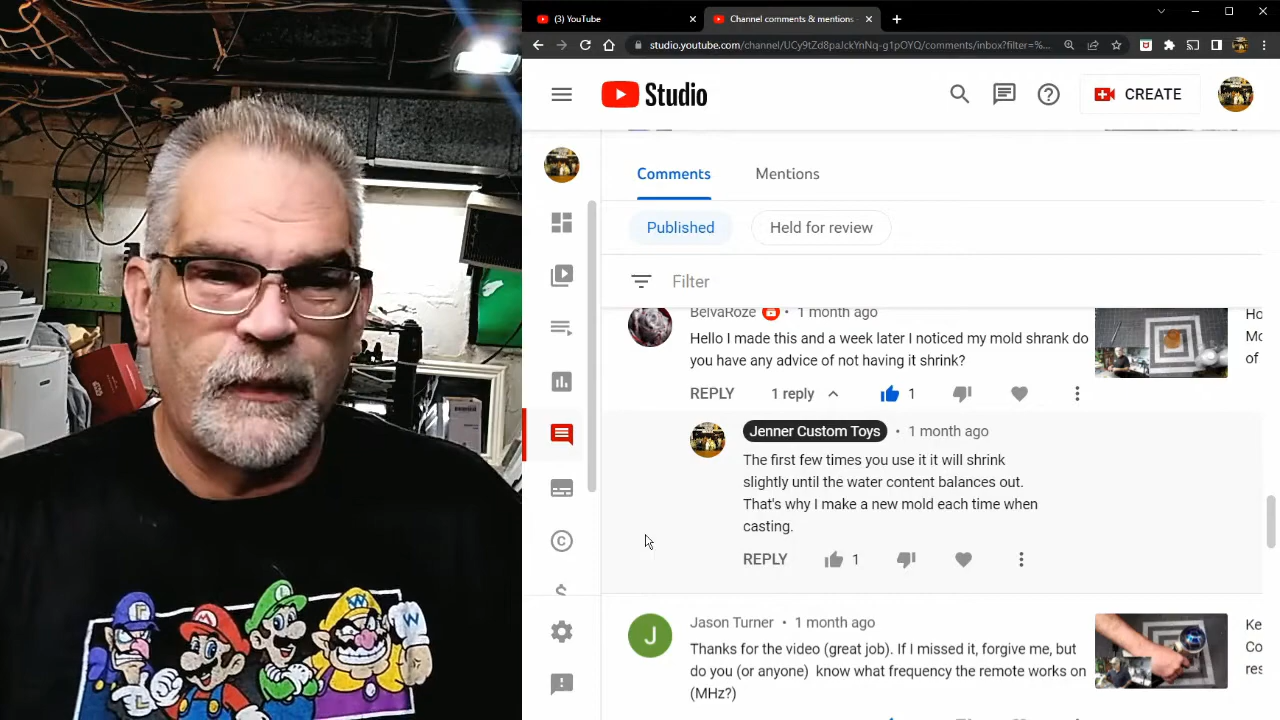 (3) YouTube
Channel comments & mentions
studio.youtube.com/channel/UCy9tZd8paJckYnNq-g1pOYQ/comments/inbox?filter=%...
Studio
CREATE
Comments
Mentions
Published
Held for review
Filter
BelvaRoze • 1 month ago
Hello I made this and a week later I noticed my mold shrank do
you have any advice of not having it shrink?
REPLY 1 reply 1
Jenner Custom Toys • 1 month ago
The first few times you use it it will shrink
slightly until the water content balances out.
That's why I make a new mold each time when
casting.
REPLY 1
J
Jason Turner • 1 month ago
Thanks for the video (great job). If I missed it, forgive me, but
do you (or anyone) know what frequency the remote works on
(MHz?)
Ho
Mo
of
Ke
Co
res
L
M
L
W
W